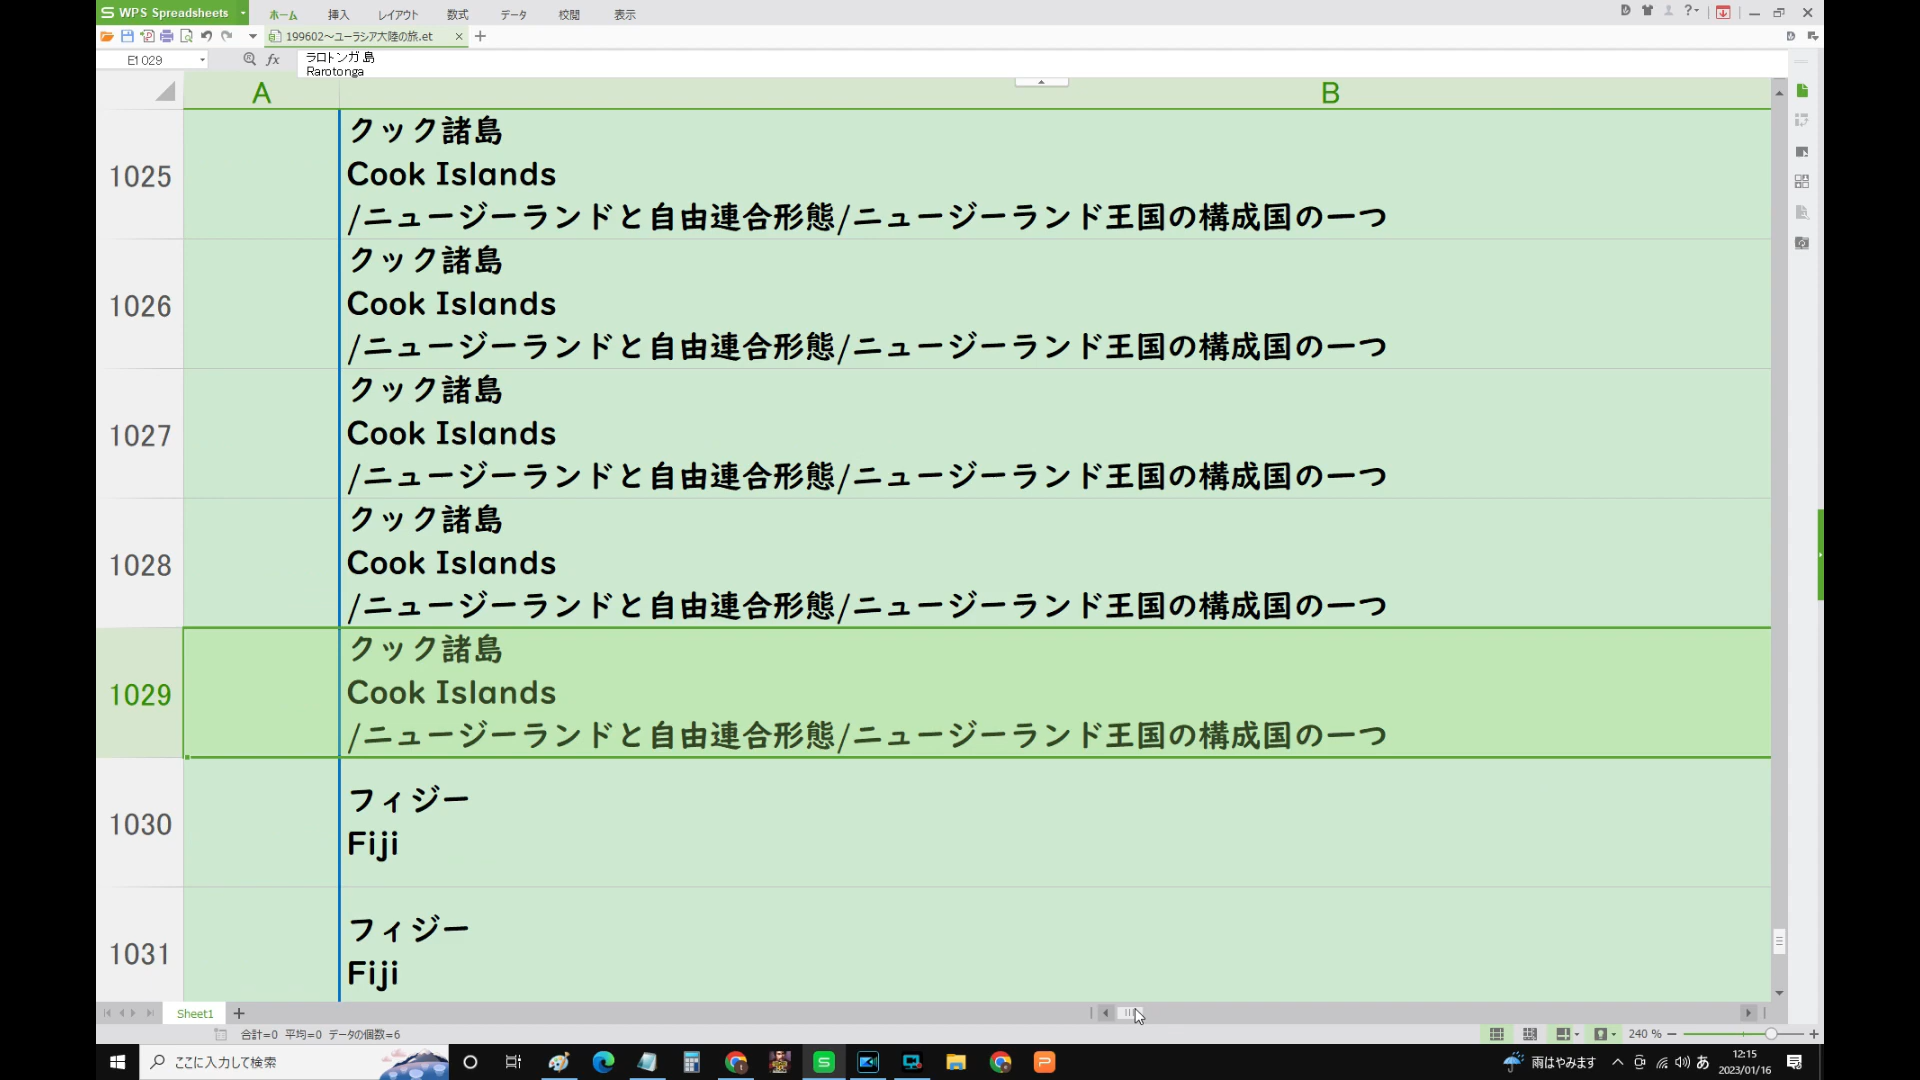 WPS Spreadsheets
ホーム 挿入 レイアウト 数式 データ 校閲 表示
199602～ユーラシア大陸の旅.et
E1029
fx
ラロトンガ島
Rarotonga
A B
1025
クック諸島
Cook Islands
/ニュージーランドと自由連合形態/ニュージーランド王国の構成国の一つ
1026
クック諸島
Cook Islands
/ニュージーランドと自由連合形態/ニュージーランド王国の構成国の一つ
1027
クック諸島
Cook Islands
/ニュージーランドと自由連合形態/ニュージーランド王国の構成国の一つ
1028
クック諸島
Cook Islands
/ニュージーランドと自由連合形態/ニュージーランド王国の構成国の一つ
1029
クック諸島
Cook Islands
/ニュージーランドと自由連合形態/ニュージーランド王国の構成国の一つ
1030
フィジー
Fiji
1031
フィジー
Fiji
Sheet1
合計=0 平均=0 データの個数=6
240 %
ここに入力して検索
雨はやみます
あ
12:15
2023/01/16